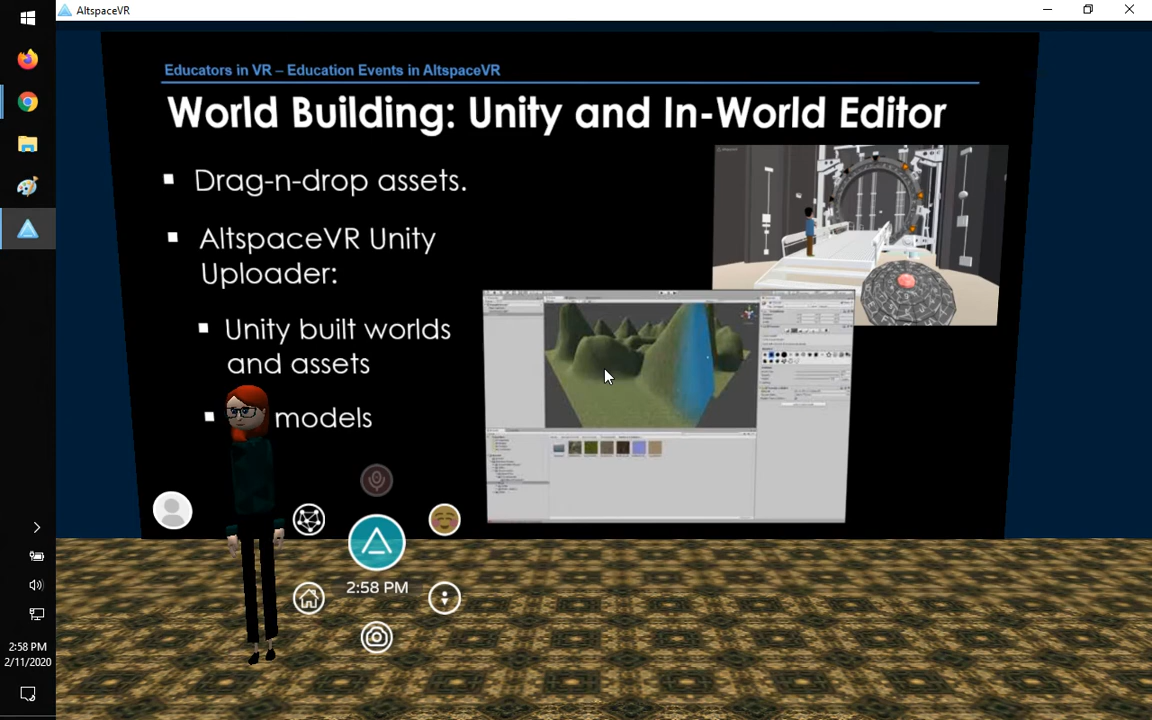 AltspaceVR
Educators in VR – Education Events in AltspaceVR
World Building: Unity and In-World Editor
Drag-n-drop assets.
AltspaceVR Unity
Uploader:
Unity built worlds
and assets
models
2:58 PM
2:58 PM
2/11/2020